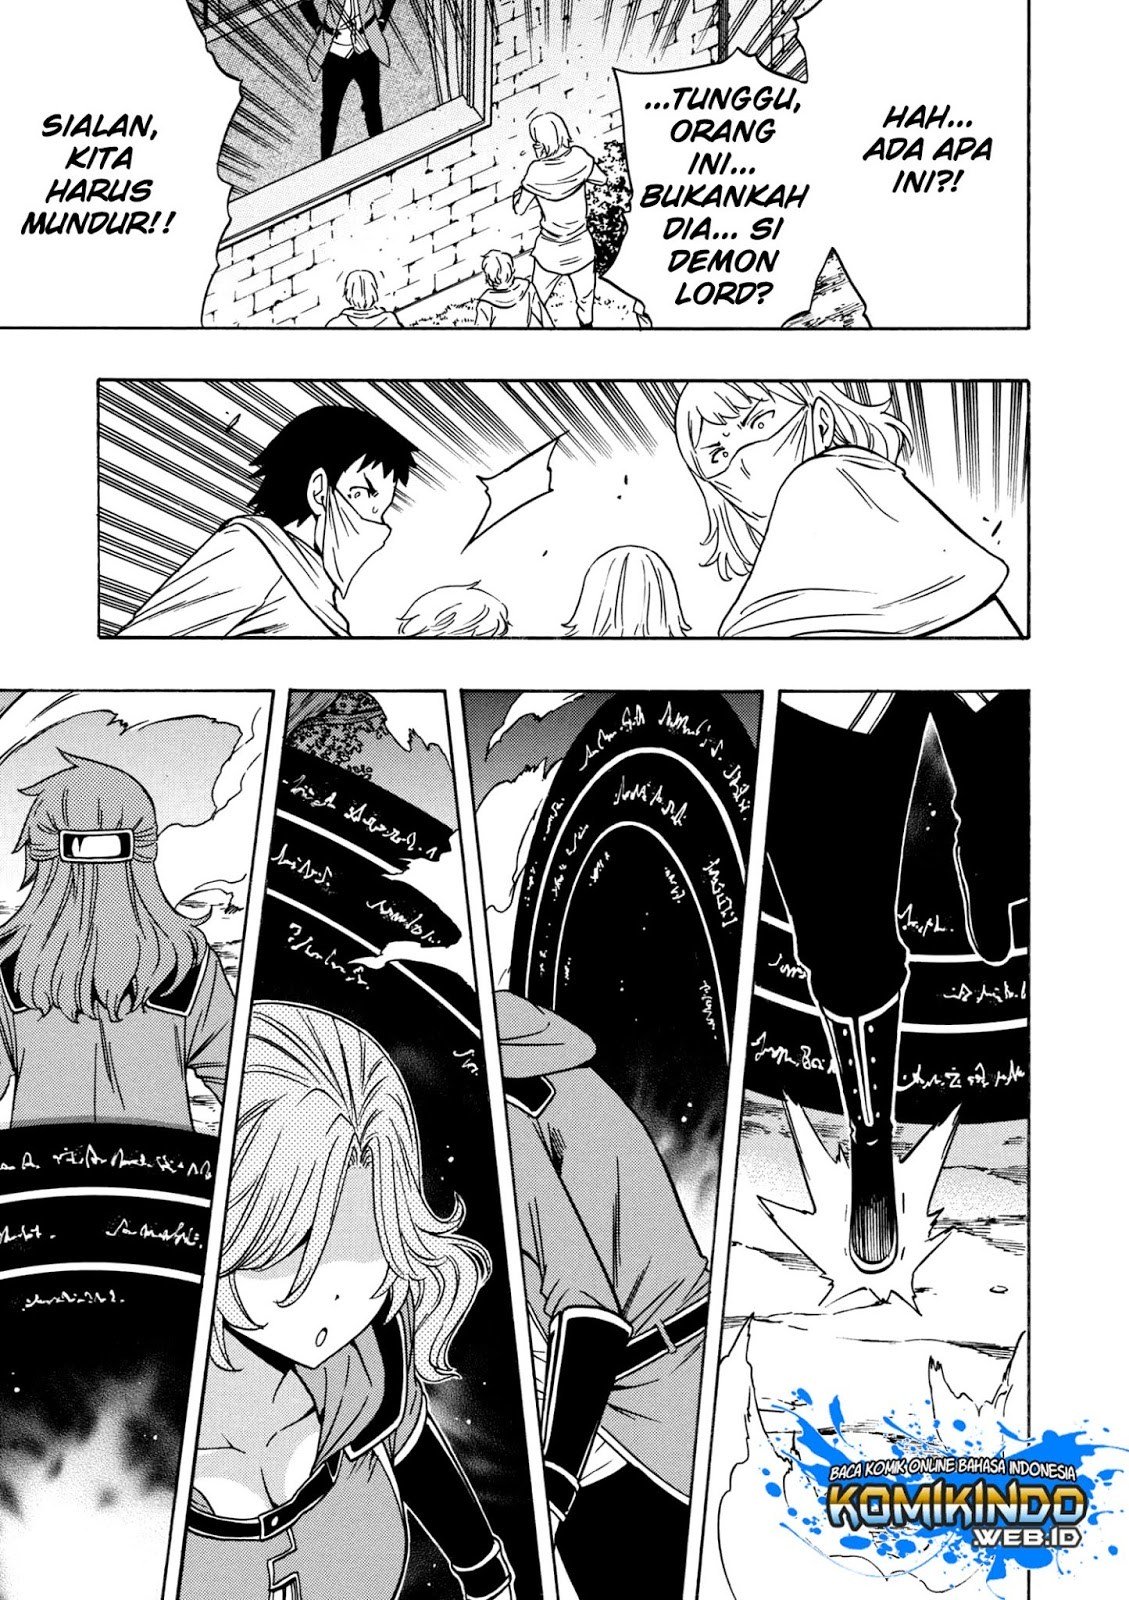 HAH...
ADA APA
INI?!
...TUNGGU,
ORANG
INI...
BUKANKAH
DIA... SI
DEMON
LORD?
SIALAN,
KITA
HARUS
MUNDUR!!
BACA KOMIK ONLINE BAHASA INDONESIA
KOMIKINDO
.WEB.ID